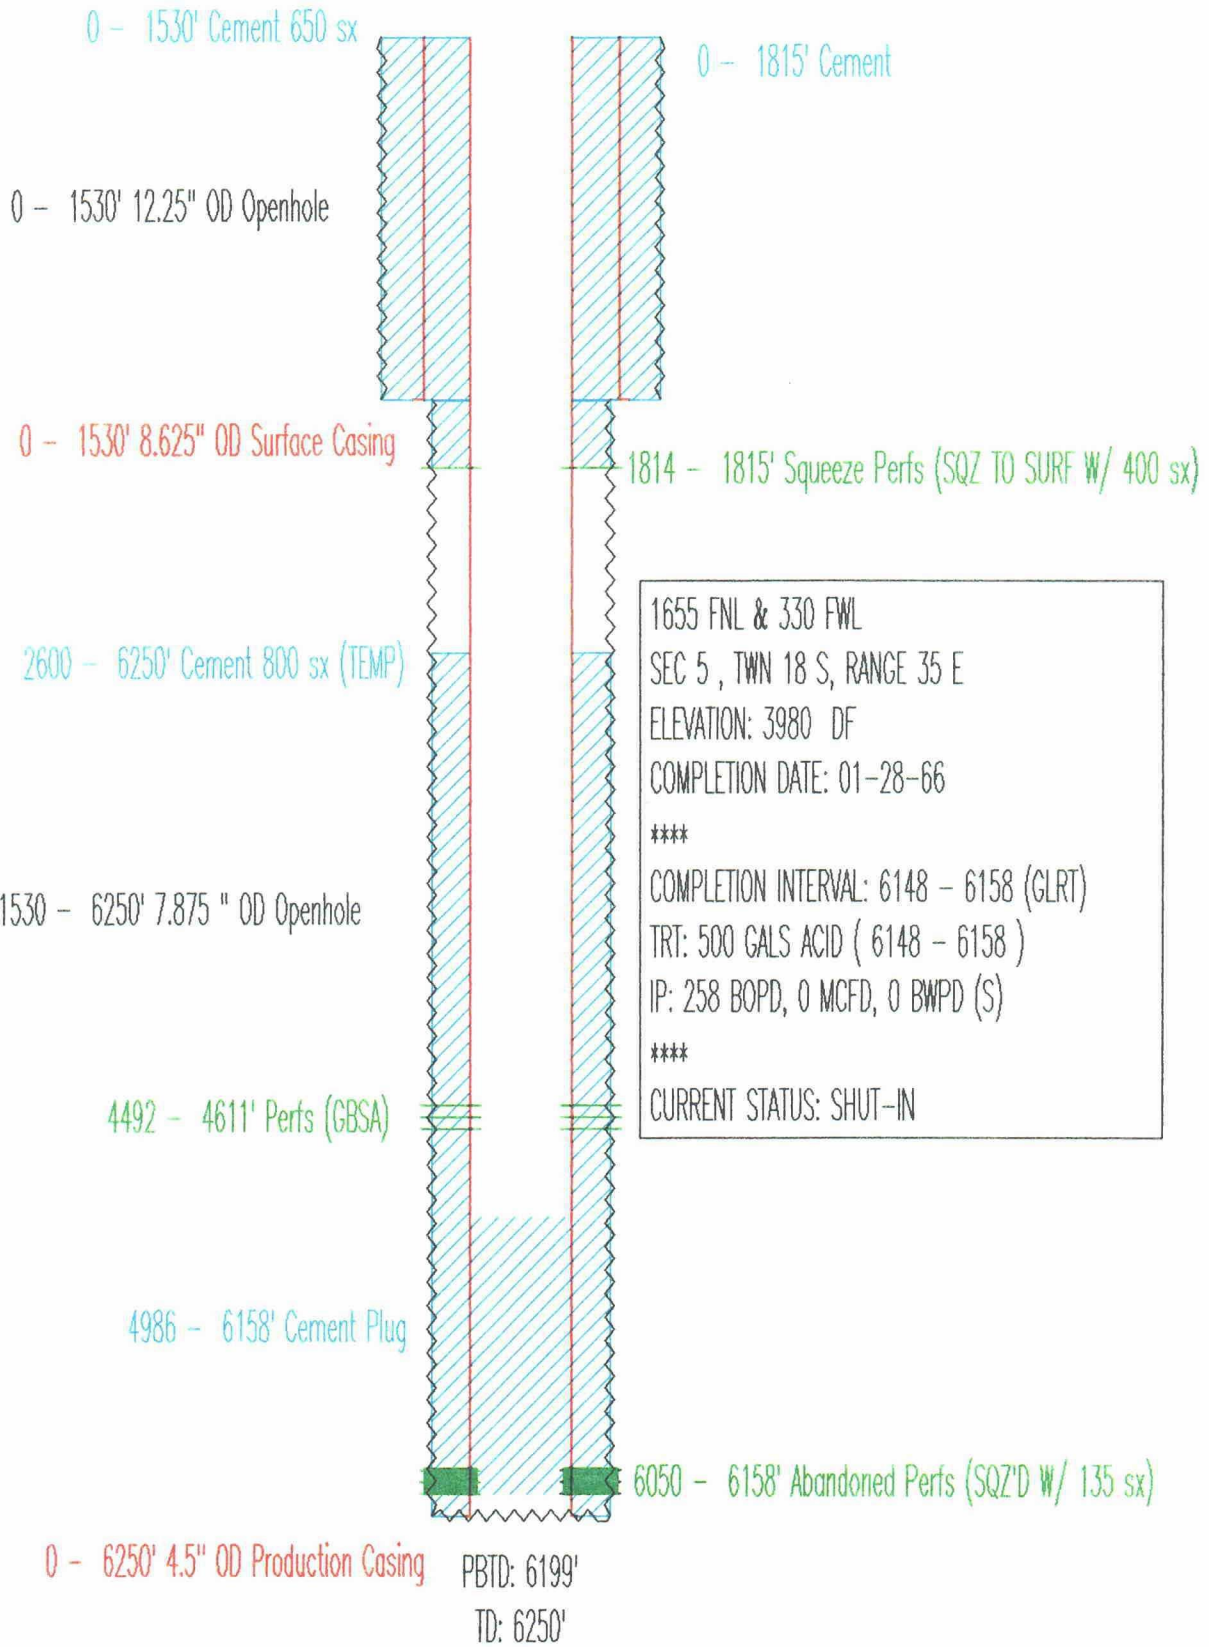 0 - 1530' Cement 650 sx
0 - 1815' Cement
0 - 1530' 12.25" OD Openhole
0 - 1530' 8.625" OD Surface Casing
1814 - 1815' Squeeze Perfs (SQZ TO SURF W/ 400 sx)
2600 - 6250' Cement 800 sx (TEMP)
1655 FNL & 330 FWL
SEC 5 , TWN 18 S, RANGE 35 E
ELEVATION: 3980 DF
COMPLETION DATE: 01-28-66
****
COMPLETION INTERVAL: 6148 - 6158 (GLRT)
TRT: 500 GALS ACID ( 6148 - 6158 )
IP: 258 BOPD, 0 MCFD, 0 BWPD (S)
****
CURRENT STATUS: SHUT-IN
1530 - 6250' 7.875 " OD Openhole
4492 - 4611' Perfs (GBSA)
4986 - 6158' Cement Plug
6050 - 6158' Abandoned Perfs (SQZ'D W/ 135 sx)
0 - 6250' 4.5" OD Production Casing
PBTD: 6199'
TD: 6250'